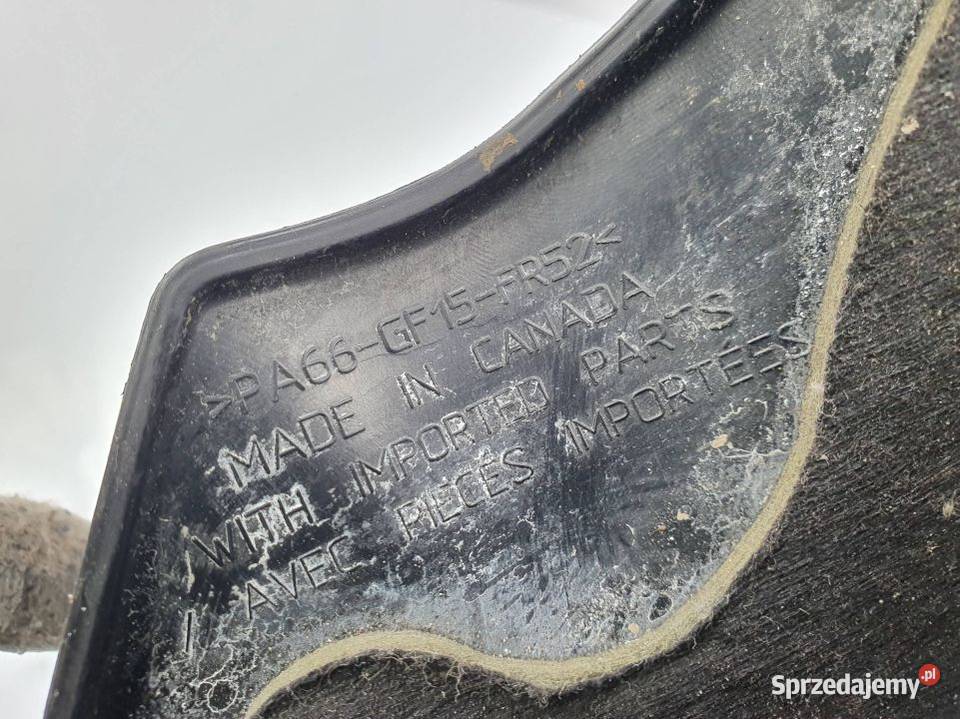 >PA66-GF15-FR52<
MADE IN CANADA
WITH IMPORTED PARTS
/ AVEC PIECES IMPORTÉES
Sprzedajemy.pl